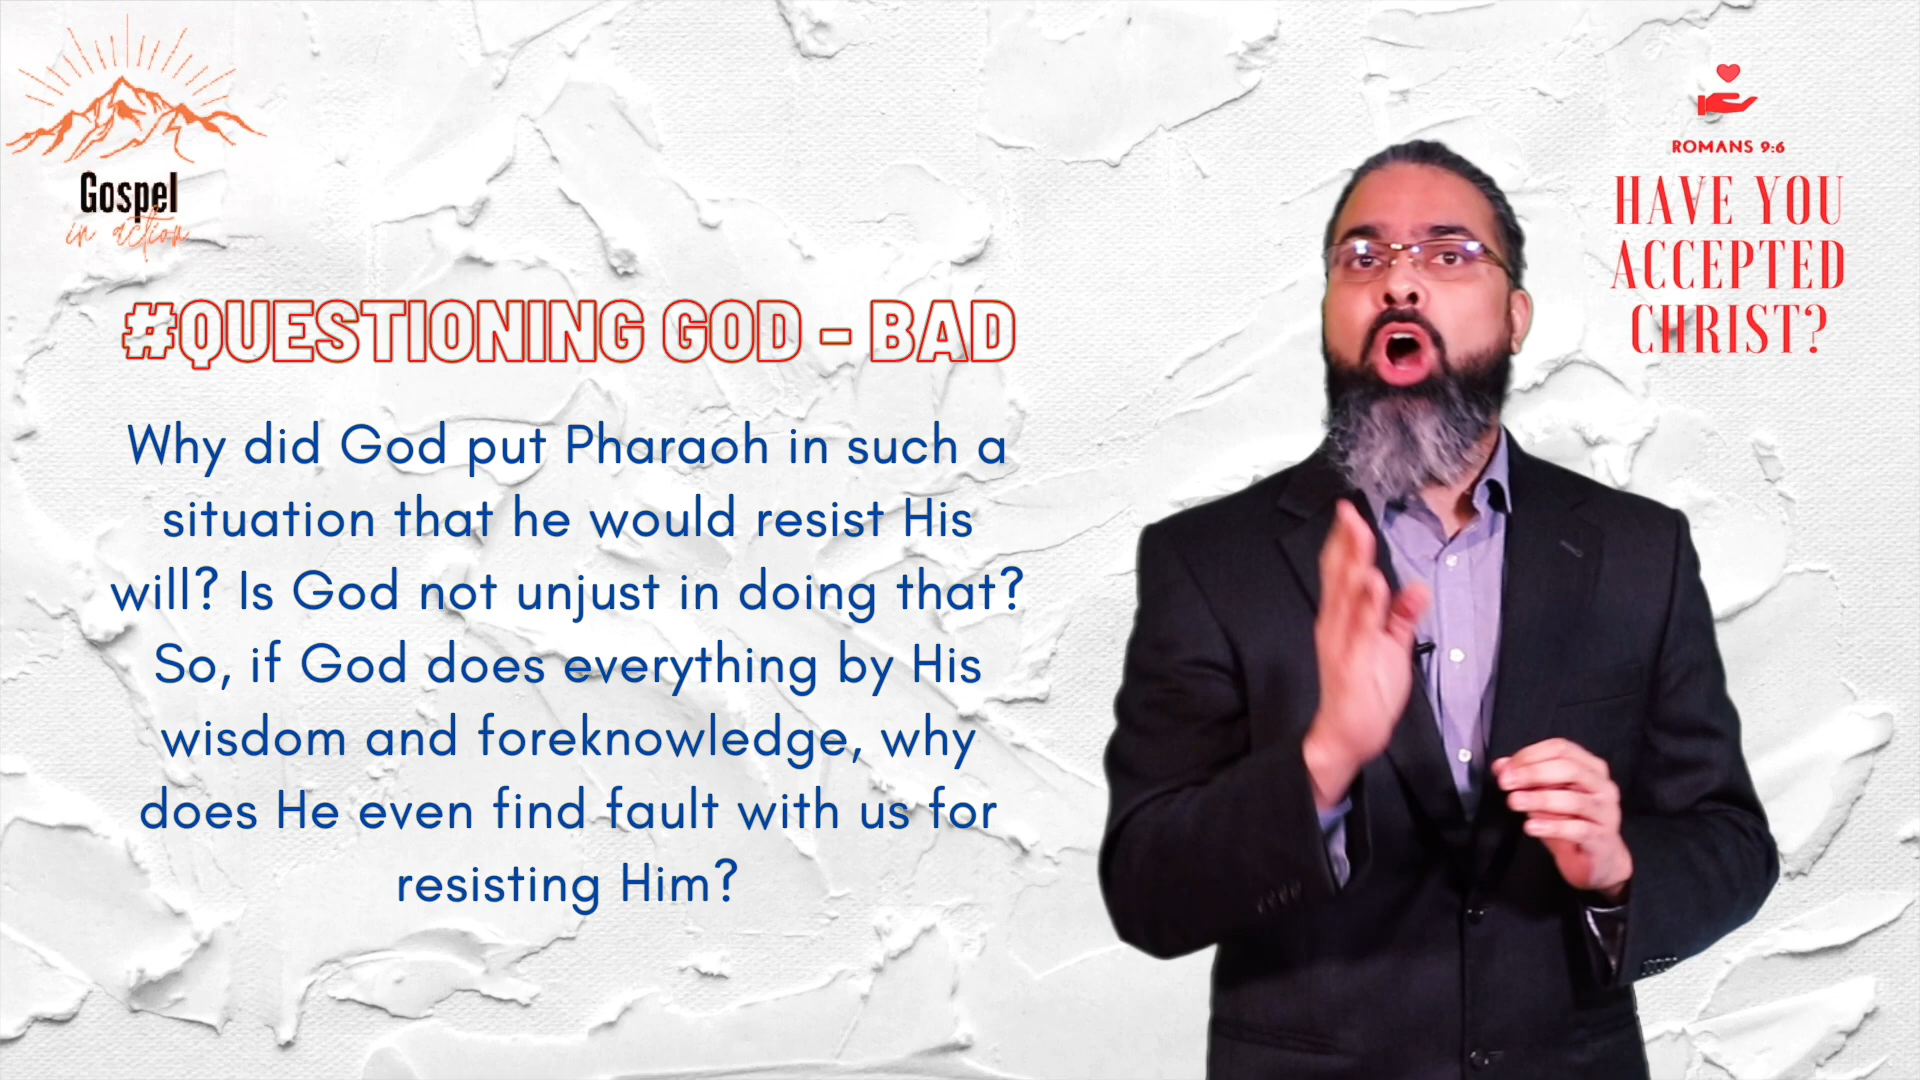 Gospel
in action
ROMANS 9:6
HAVE YOU
ACCEPTED
CHRIST?
#QUESTIONING GOD - BAD
Why did God put Pharaoh in such a
situation that he would resist His
will? Is God not unjust in doing that?
So, if God does everything by His
wisdom and foreknowledge, why
does He even find fault with us for
resisting Him?